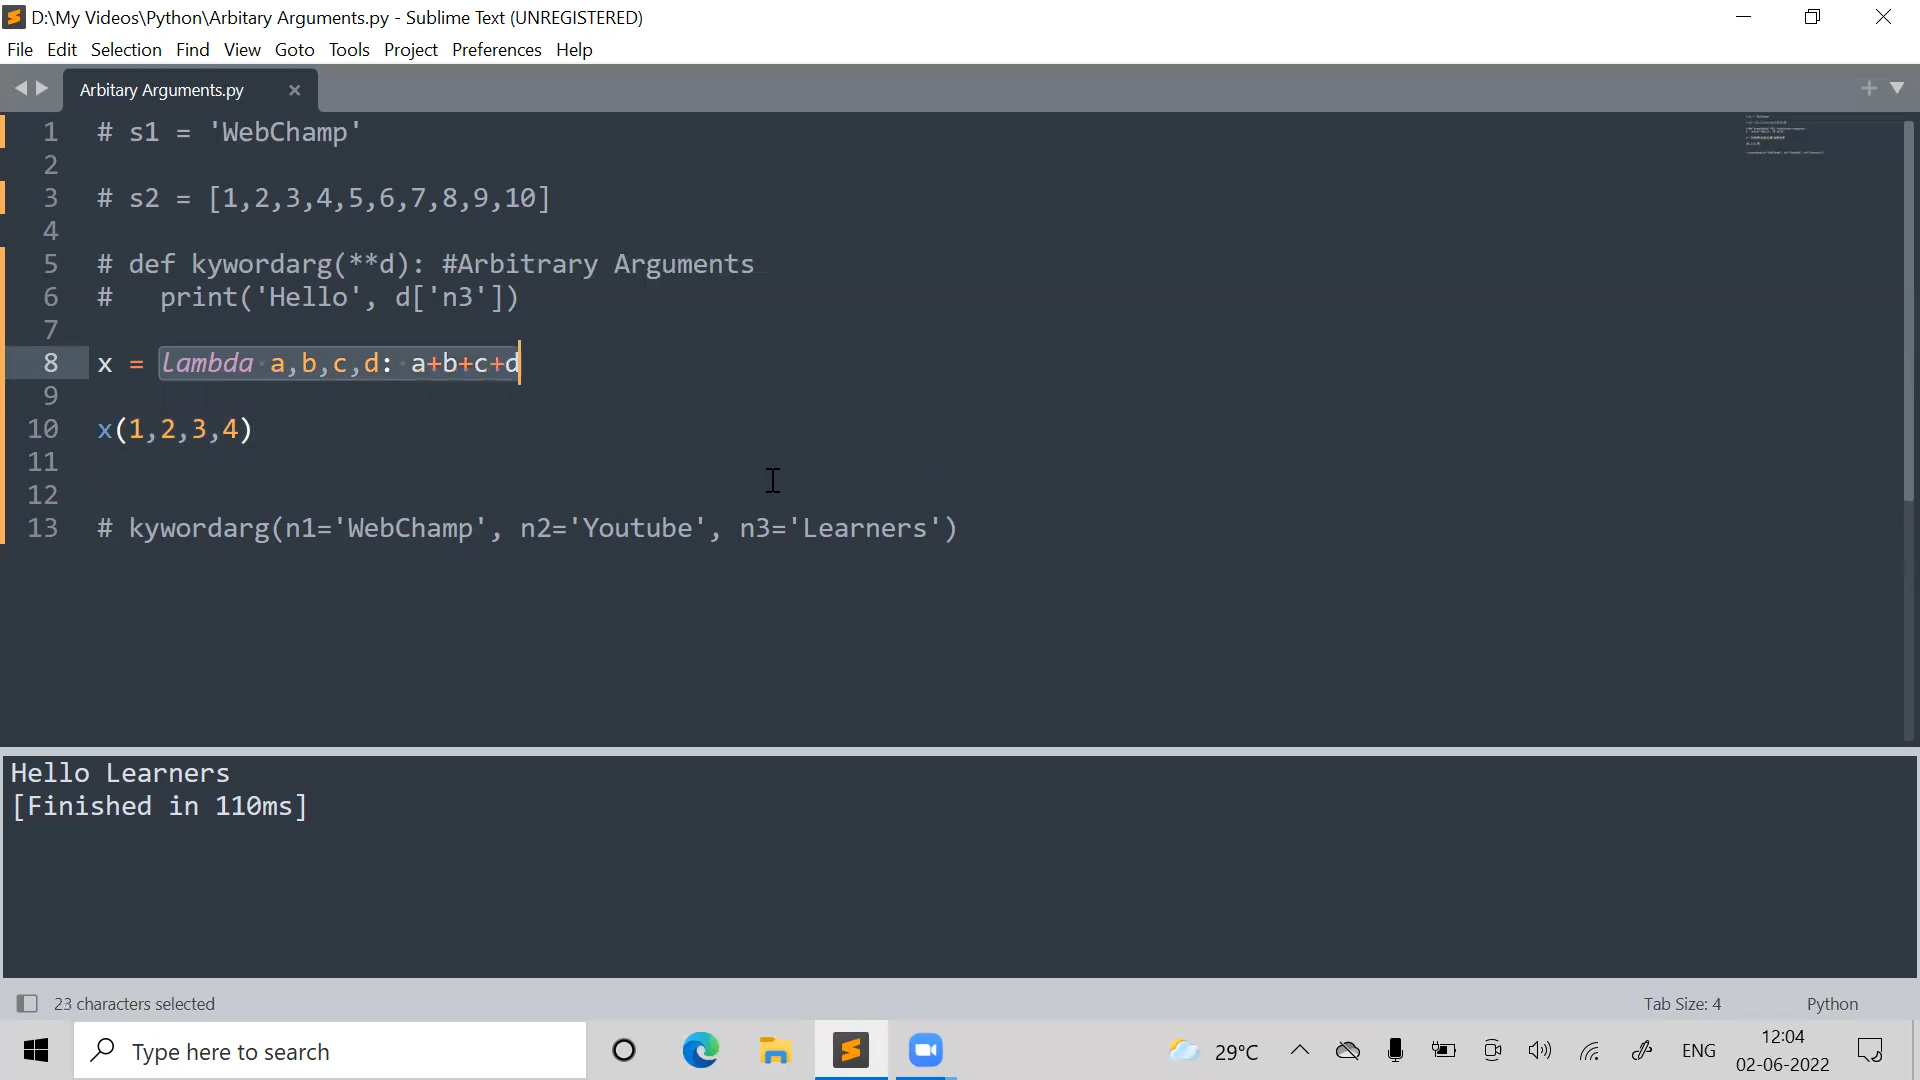 D:\My Videos\Python\Arbitary Arguments.py - Sublime Text (UNREGISTERED)
File Edit Selection Find View Goto Tools Project Preferences Help
Arbitary Arguments.py
1 # s1 = 'WebChamp'
2
3 # s2 = [1,2,3,4,5,6,7,8,9,10]
4
5 # def kywordarg(**d): #Arbitrary Arguments
6 #   print('Hello', d['n3'])
7
8 x = lambda a,b,c,d: a+b+c+d
9
10 x(1,2,3,4)
11
12
13 # kywordarg(n1='WebChamp', n2='Youtube', n3='Learners')
Hello Learners
[Finished in 110ms]
23 characters selected Tab Size: 4 Python
Type here to search 29°C ENG 12:04
02-06-2022